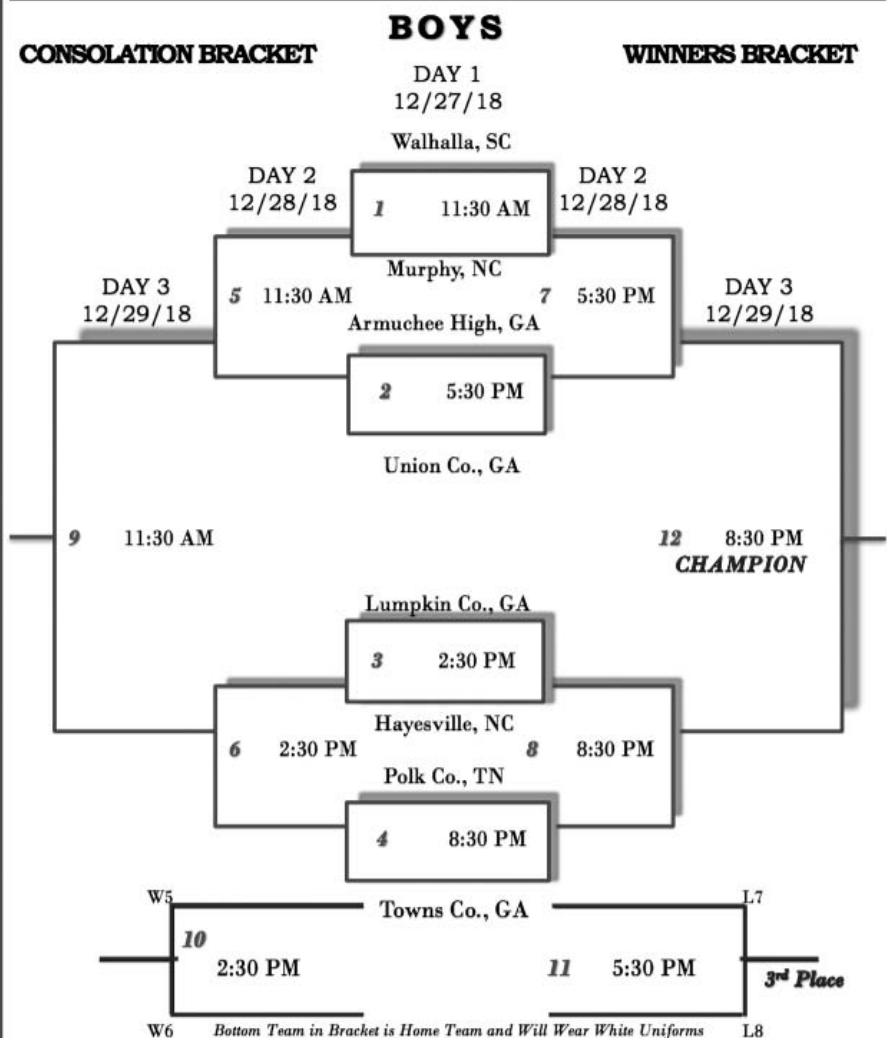 BOYS
CONSOLATION BRACKET
WINNERS BRACKET
DAY 1
12/27/18
Walhalla, SC
DAY 2
12/28/18
1 11:30 AM
DAY 2
12/28/18
Murphy, NC
DAY 3
12/29/18
5 11:30 AM
7 5:30 PM
DAY 3
12/29/18
Armuchee High, GA
2 5:30 PM
Union Co., GA
9 11:30 AM
12 8:30 PM
CHAMPION
Lumpkin Co., GA
3 2:30 PM
Hayesville, NC
6 2:30 PM
8 8:30 PM
Polk Co., TN
4 8:30 PM
W5
Towns Co., GA
L7
10
2:30 PM
11 5:30 PM
3rd Place
W6
Bottom Team in Bracket is Home Team and Will Wear White Uniforms
L8